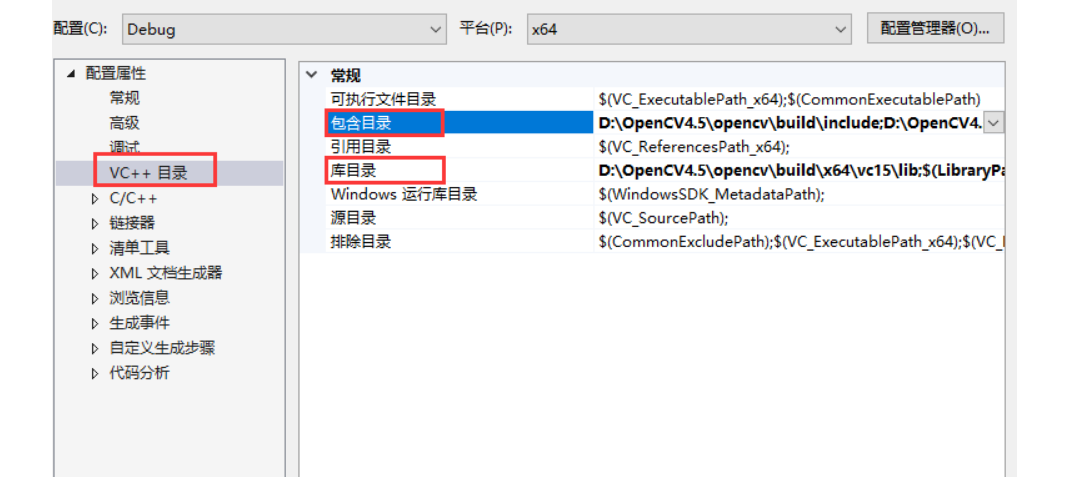 配置(C): Debug 平台(P): x64 配置管理器(O)...
配置属性
常规
高级
调试
VC++ 目录
C/C++
链接器
清单工具
XML 文档生成器
浏览信息
生成事件
自定义生成步骤
代码分析
常规
可执行文件目录 $(VC_ExecutablePath_x64);$(CommonExecutablePath)
包含目录 D:\OpenCV4.5\opencv\build\include;D:\OpenCV4.
引用目录 $(VC_ReferencesPath_x64);
库目录 D:\OpenCV4.5\opencv\build\x64\vc15\lib;$(LibraryPa
Windows 运行库目录 $(WindowsSDK_MetadataPath);
源目录 $(VC_SourcePath);
排除目录 $(CommonExcludePath);$(VC_ExecutablePath_x64);$(VC_